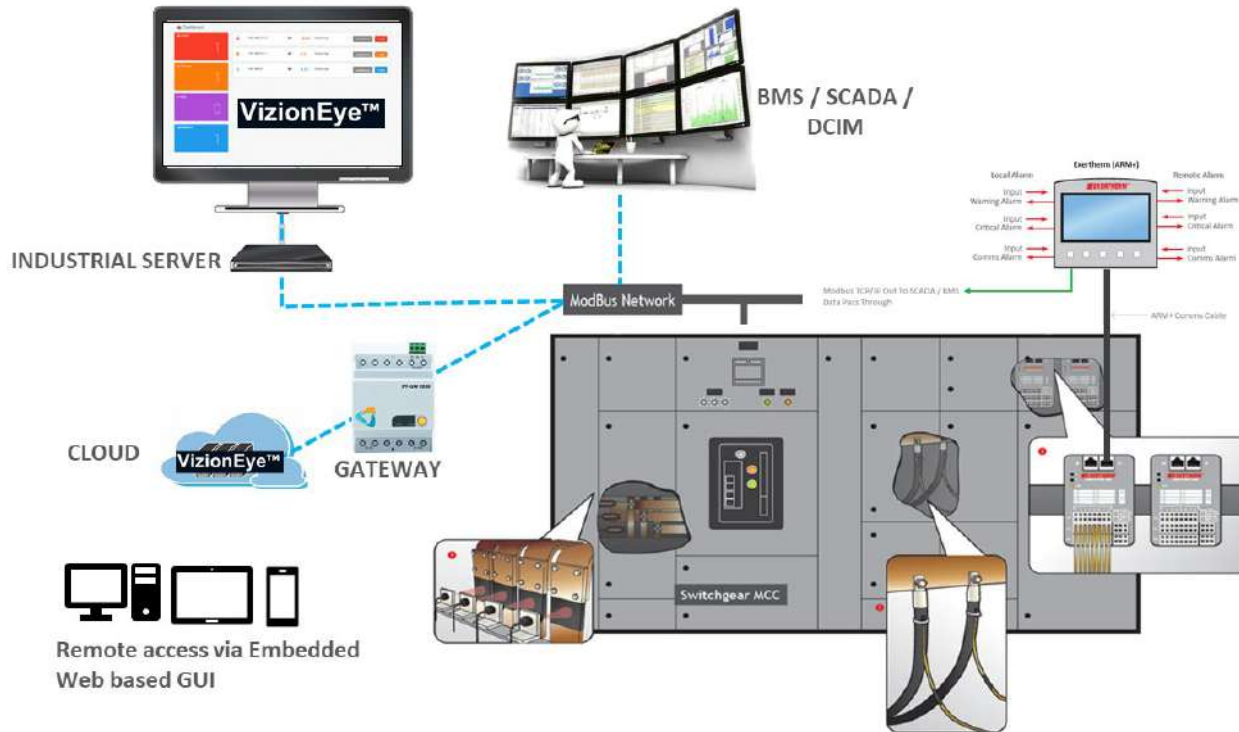 VizionEye™
BMS / SCADA /
DCIM
INDUSTRIAL SERVER
ModBus Network
Exertherm (ARM+)
Local Alarm
Remote Alarm
Input
Warning Alarm
Input
Critical Alarm
Input
Comms Alarm
Input
Warning Alarm
Input
Critical Alarm
Input
Comms Alarm
Modbus TCP/IP Out To SCADA / BMS
Data Pass Through
ARM+ Comms Cable
CLOUD
VizionEye™
GATEWAY
Switchgear MCC
Remote access via Embedded
Web based GUI